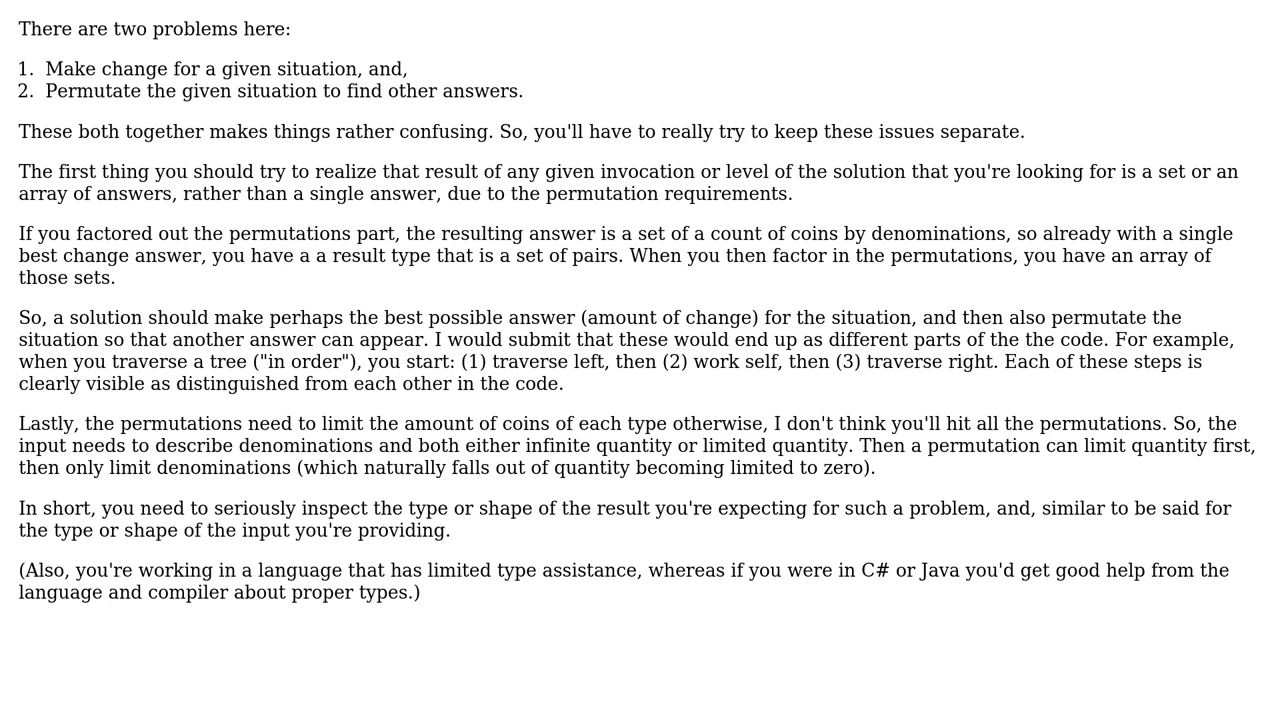 There are two problems here:
1. Make change for a given situation, and,
2. Permutate the given situation to find other answers.
These both together makes things rather confusing. So, you'll have to really try to keep these issues separate.
The first thing you should try to realize that result of any given invocation or level of the solution that you're looking for is a set or an
array of answers, rather than a single answer, due to the permutation requirements.
If you factored out the permutations part, the resulting answer is a set of a count of coins by denominations, so already with a single
best change answer, you have a a result type that is a set of pairs. When you then factor in the permutations, you have an array of
those sets.
So, a solution should make perhaps the best possible answer (amount of change) for the situation, and then also permutate the
situation so that another answer can appear. I would submit that these would end up as different parts of the the code. For example,
when you traverse a tree ("in order"), you start: (1) traverse left, then (2) work self, then (3) traverse right. Each of these steps is
clearly visible as distinguished from each other in the code.
Lastly, the permutations need to limit the amount of coins of each type otherwise, I don't think you'll hit all the permutations. So, the
input needs to describe denominations and both either infinite quantity or limited quantity. Then a permutation can limit quantity first,
then only limit denominations (which naturally falls out of quantity becoming limited to zero).
In short, you need to seriously inspect the type or shape of the result you're expecting for such a problem, and, similar to be said for
the type or shape of the input you're providing.
(Also, you're working in a language that has limited type assistance, whereas if you were in C# or Java you'd get good help from the
language and compiler about proper types.)